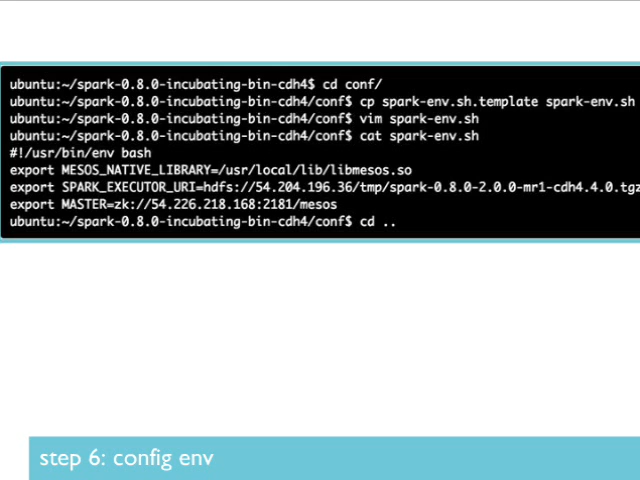 ubuntu:~/spark-0.8.0-incubating-bin-cdh4$ cd conf/
ubuntu:~/spark-0.8.0-incubating-bin-cdh4/conf$ cp spark-env.sh.template spark-env.sh
ubuntu:~/spark-0.8.0-incubating-bin-cdh4/conf$ vim spark-env.sh
ubuntu:~/spark-0.8.0-incubating-bin-cdh4/conf$ cat spark-env.sh
#!/usr/bin/env bash
export MESOS_NATIVE_LIBRARY=/usr/local/lib/libmesos.so
export SPARK_EXECUTOR_URI=hdfs://54.204.196.36/tmp/spark-0.8.0-2.0.0-mr1-cdh4.4.0.tgz
export MASTER=zk://54.226.218.168:2181/mesos
ubuntu:~/spark-0.8.0-incubating-bin-cdh4/conf$ cd ..
step 6: config env